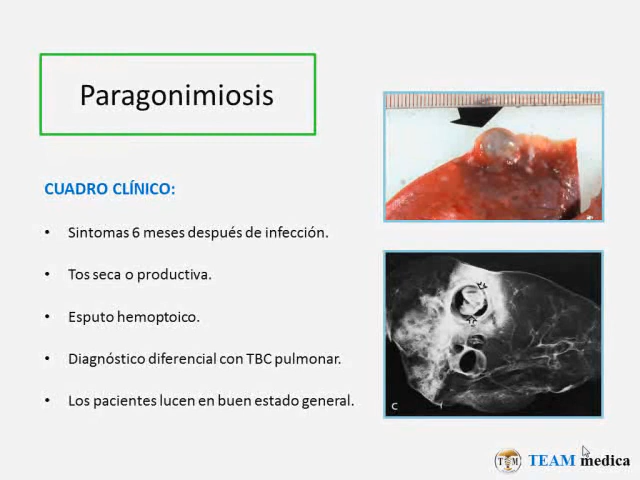 Paragonimiosis
CUADRO CLÍNICO:
• Sintomas 6 meses después de infección.
• Tos seca o productiva.
• Esputo hemoptoico.
• Diagnóstico diferencial con TBC pulmonar.
• Los pacientes lucen en buen estado general.
C
TM TEAM medica